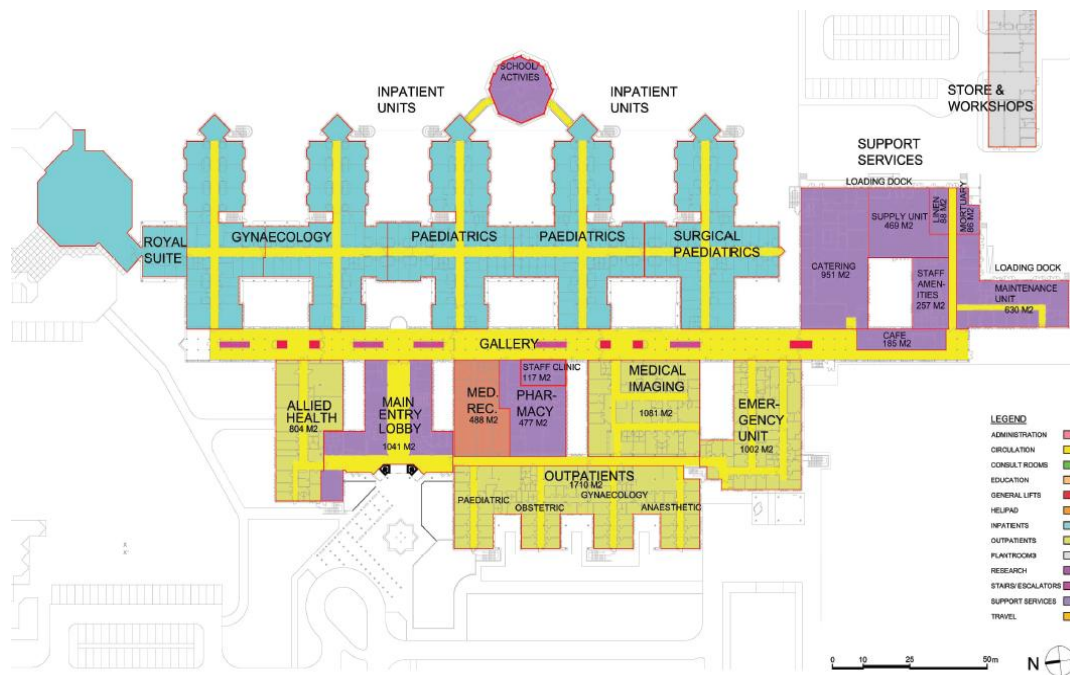 SCHOOL/
ACTIVIES
INPATIENT
UNITS
INPATIENT
UNITS
STORE &
WORKSHOPS
SUPPORT
SERVICES
LOADING DOCK
SUPPLY UNIT
469 M2
LINEN
88 M2
MORTUARY
86 M2
ROYAL
SUITE
GYNAECOLOGY
PAEDIATRICS
PAEDIATRICS
SURGICAL
PAEDIATRICS
CATERING
951 M2
STAFF
AMEN-
ITIES
257 M2
LOADING DOCK
MAINTENANCE
UNIT
630 M2
CAFE
185 M2
GALLERY
STAFF CLINIC
117 M2
MEDICAL
IMAGING
1081 M2
ALLIED
HEALTH
804 M2
MAIN
ENTRY
LOBBY
1041 M2
MED.
REC.
488 M2
PHAR-
MACY
477 M2
EMER-
GENCY
UNIT
1002 M2
OUTPATIENTS
1710 M2
PAEDIATRIC
OBSTETRIC
GYNAECOLOGY
ANAESTHETIC
LEGEND
ADMINISTRATION
CIRCULATION
CONSULT ROOMS
EDUCATION
GENERAL LIFTS
HELIPAD
INPATIENTS
OUTPATIENTS
PLANTROOMS
RESEARCH
STAIRS/ESCALATORS
SUPPORT SERVICES
TRAVEL
0 10 25 50m
N